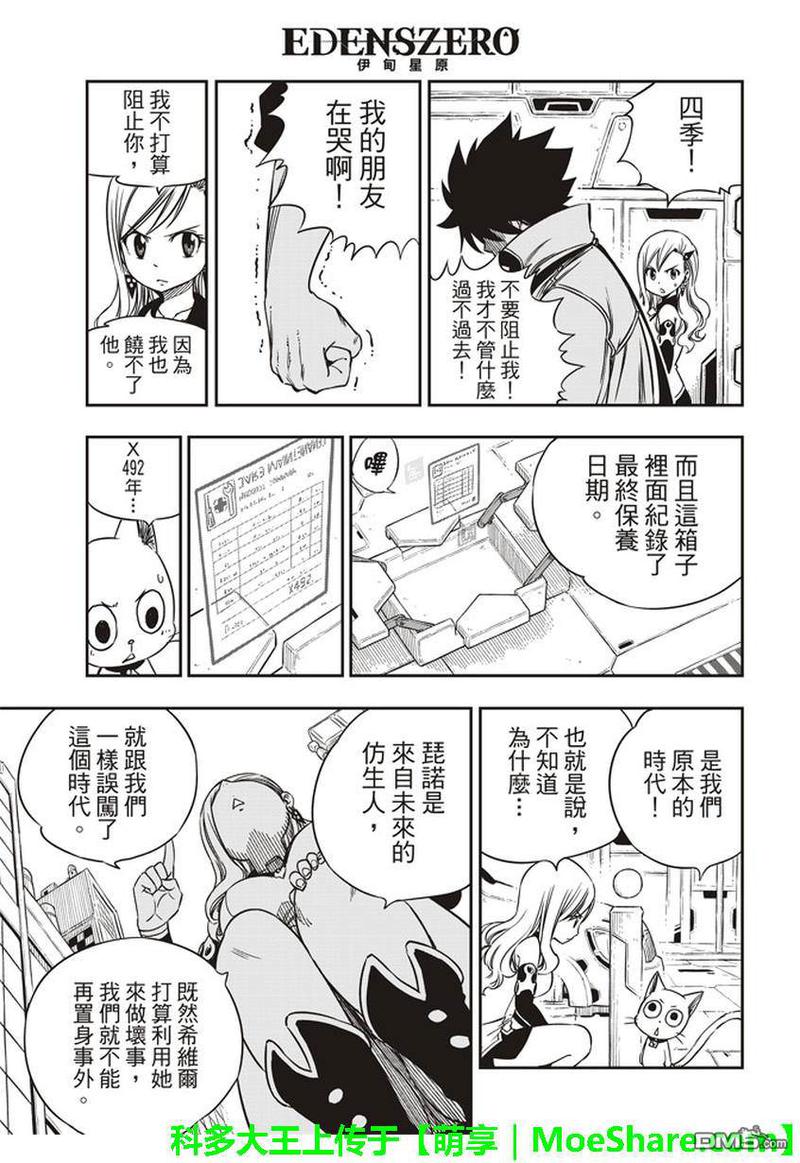 EDENSZERO
伊甸星原
四季！
不要阻止我！
我才不管什麼
過不過去！
我的朋友
在哭啊！
我不打算
阻止你，
因為
我也
饒不了
他。
而且這箱子
裡面紀錄了
最終保養
日期。
嗶
X492
X
492
年…
是我們
原本的
時代！
也就是說，
不知道
為什麼…
琵諾是
來自未來的
仿生人，
就跟我們
一樣誤闖了
這個時代。
既然希維爾
打算利用她
來做壞事，
我們就不能
再置身事外。
科多大王上传于【萌享｜MoeShare.com】